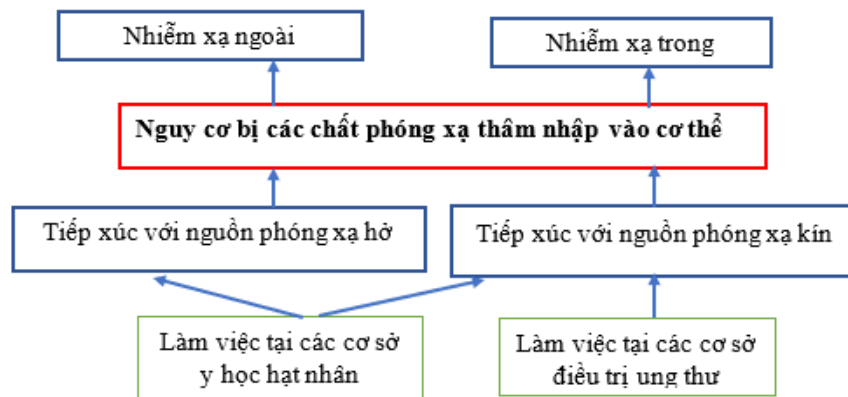 Nhiễm xạ ngoài
Nhiễm xạ trong
Nguy cơ bị các chất phóng xạ thâm nhập vào cơ thể
Tiếp xúc với nguồn phóng xạ hở
Tiếp xúc với nguồn phóng xạ kín
Làm việc tại các cơ sở
y học hạt nhân
Làm việc tại các cơ sở
điều trị ung thư